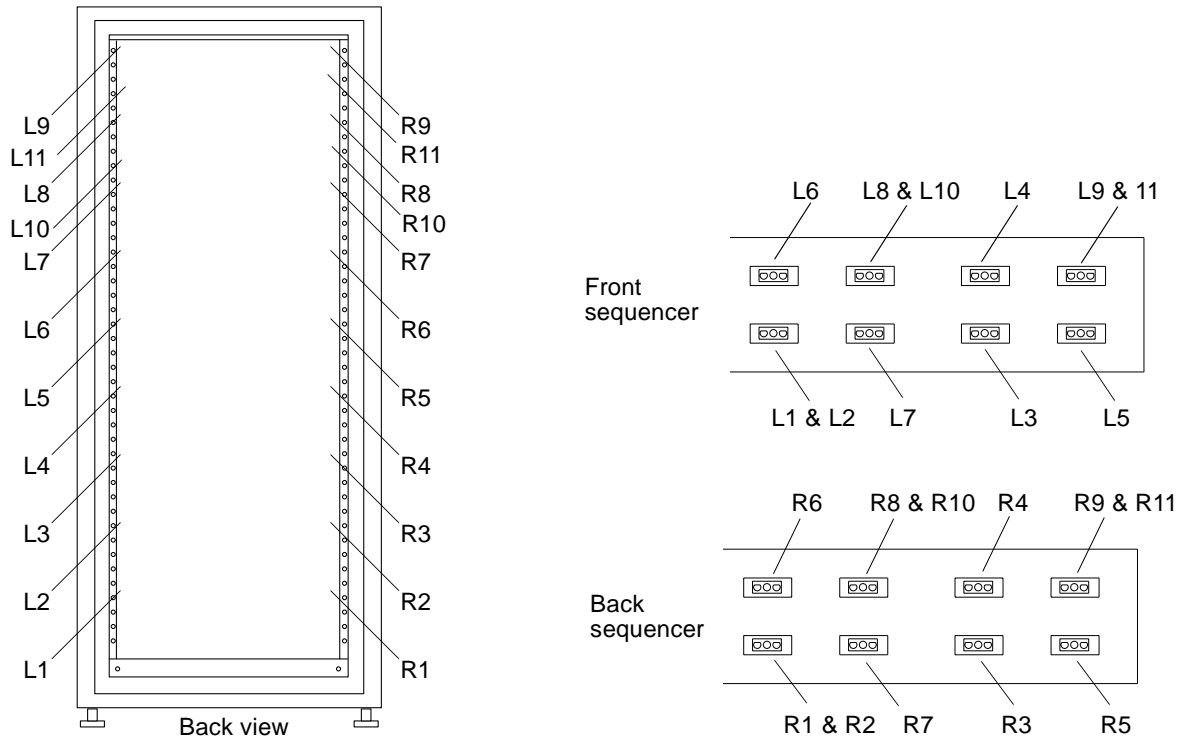 L9
L11
L8
L10
L7
L6
L5
L4
L3
L2
L1
R9
R11
R8
R10
R7
R6
R5
R4
R3
R2
R1
Back view
L6 L8 & L10 L4 L9 & 11
Front
sequencer
L1 & L2 L7 L3 L5
R6 R8 & R10 R4 R9 & R11
Back
sequencer
R1 & R2 R7 R3 R5